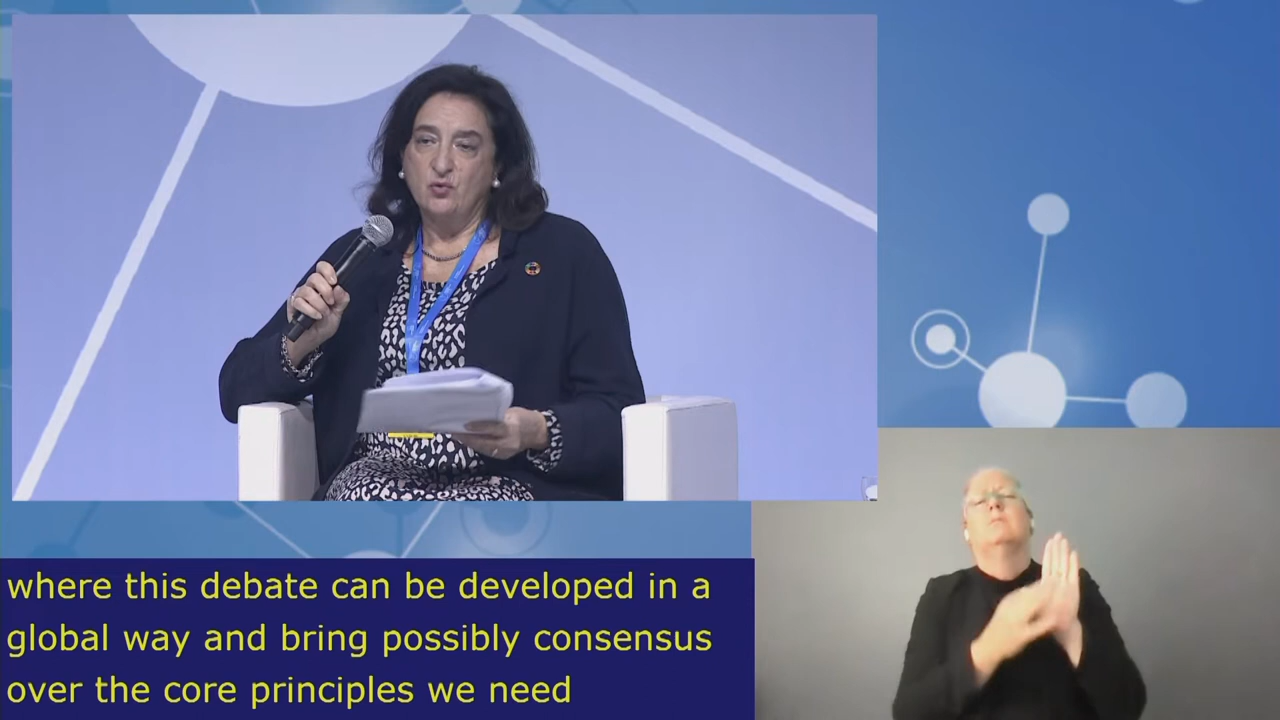 where this debate can be developed in a
global way and bring possibly consensus
over the core principles we need